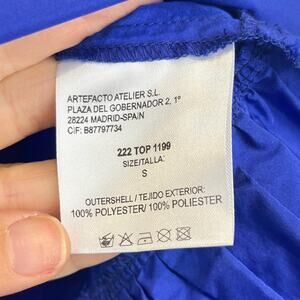 ARTEFACTO ATELIER S.L.
PLAZA DEL GOBERNADOR 2, 1º
28224 MADRID-SPAIN
CIF: B87797734
222 TOP 1199
SIZE/TALLA:
S
OUTERSHELL / TEJIDO EXTERIOR:
100% POLYESTER/ 100% POLIESTER